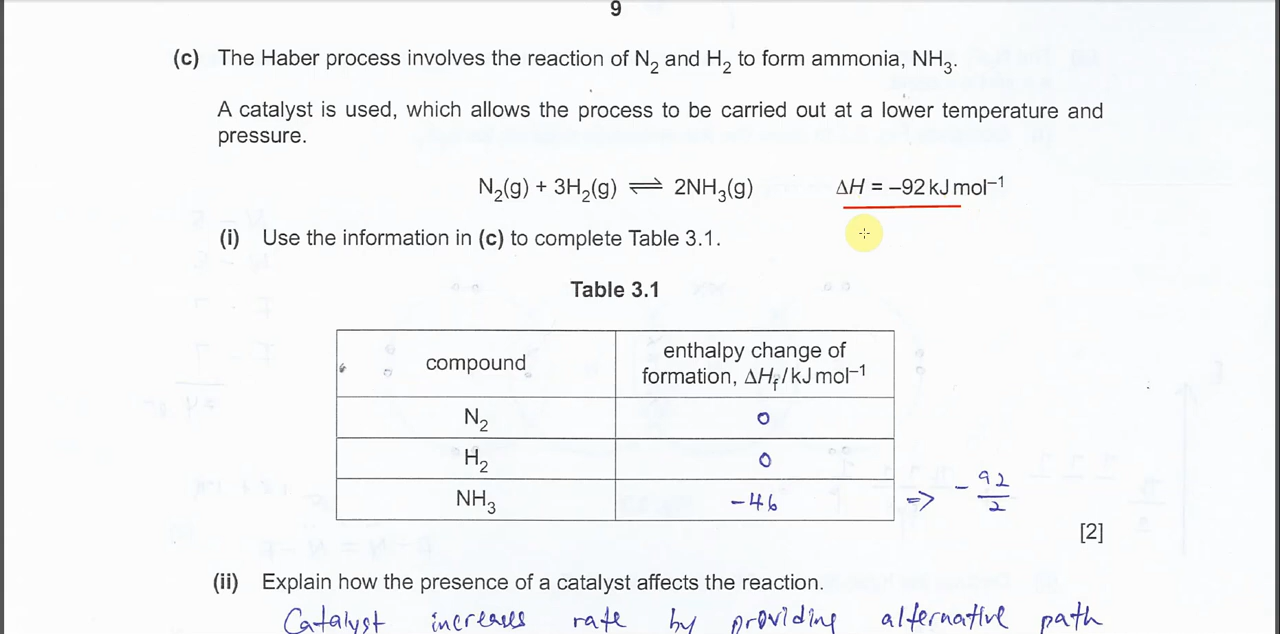 9
(c) The Haber process involves the reaction of N₂ and H₂ to form ammonia, NH₃.
A catalyst is used, which allows the process to be carried out at a lower temperature and
pressure.
N₂(g) + 3H₂(g) ⇌ 2NH₃(g) ΔH = –92 kJ mol⁻¹
(i) Use the information in (c) to complete Table 3.1.
Table 3.1
compound
enthalpy change of
formation, ΔH_f / kJ mol⁻¹
N₂ 0
H₂ 0
NH₃ -46 => -92/2
[2]
(ii) Explain how the presence of a catalyst affects the reaction.
Catalyst increases rate by providing alternative path